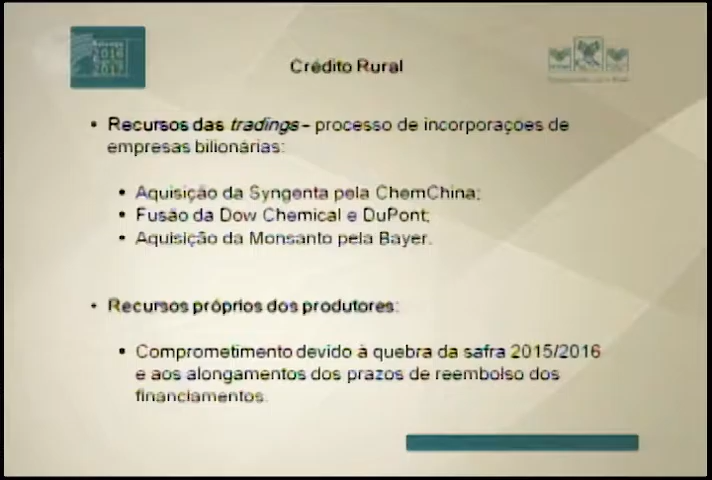 Crédito Rural
• Recursos das tradings – processo de incorporações de
empresas bilionárias:
• Aquisição da Syngenta pela ChemChina;
• Fusão da Dow Chemical e DuPont;
• Aquisição da Monsanto pela Bayer.
• Recursos próprios dos produtores:
• Comprometimento devido à quebra da safra 2015/2016
e aos alongamentos dos prazos de reembolso dos
financiamentos.